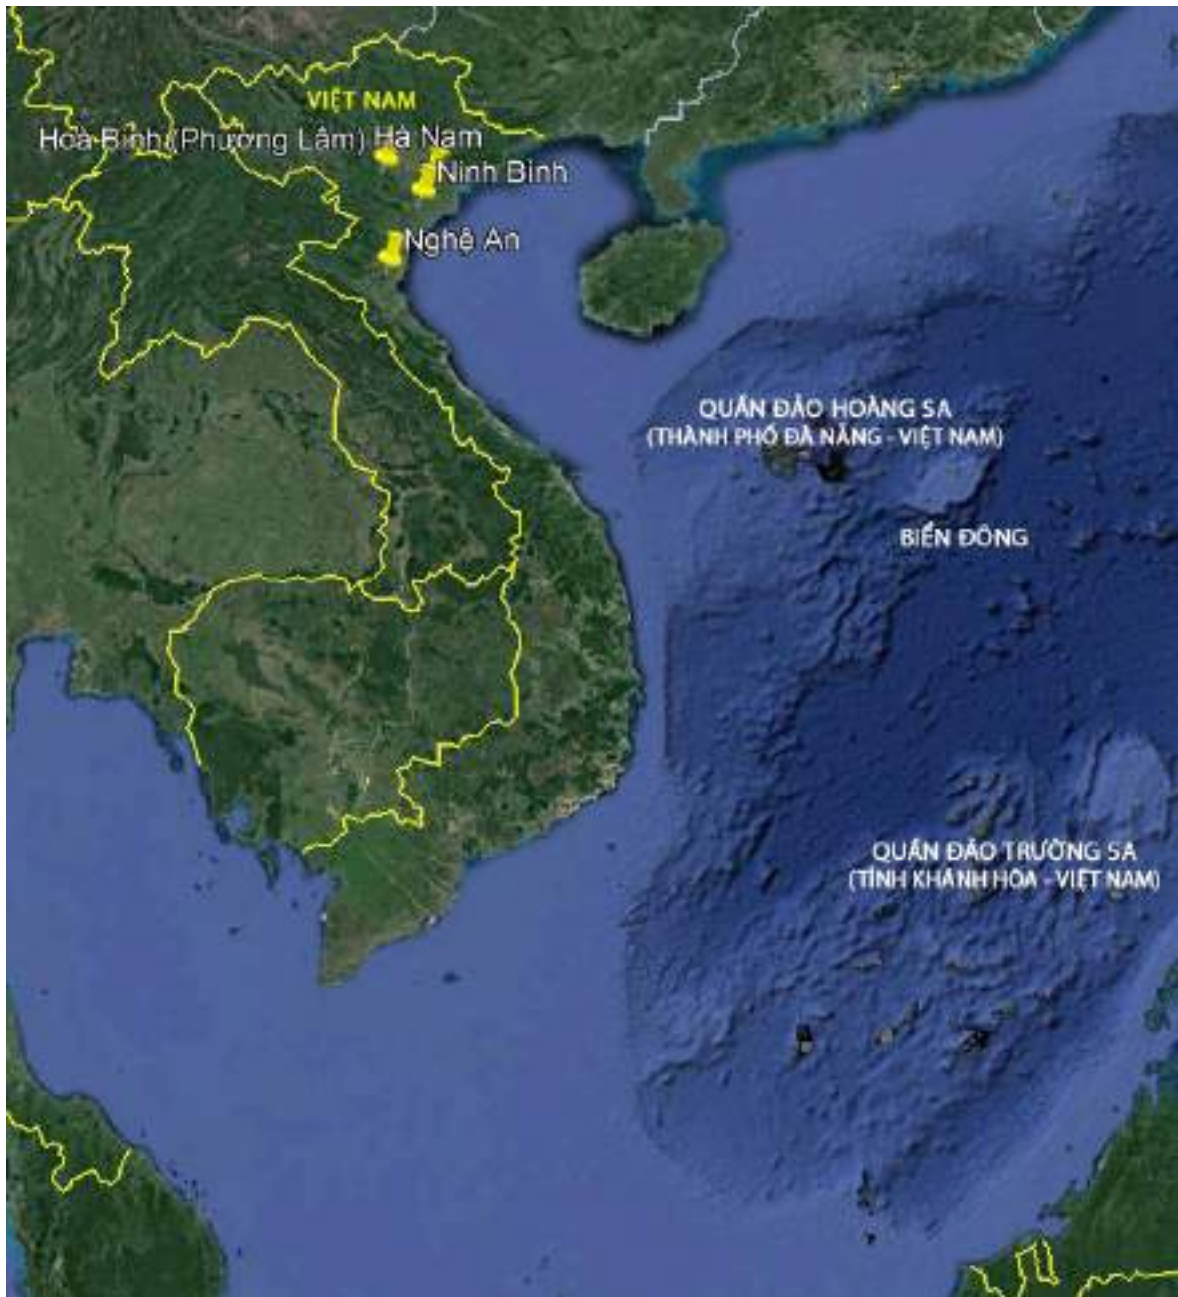 VIỆT NAM
Hoà Bình (Phương Lâm) Hà Nam
Ninh Bình
Nghệ An
QUẦN ĐẢO HOÀNG SA
(THÀNH PHỐ ĐÀ NẴNG - VIỆT NAM)
BIỂN ĐÔNG
QUẦN ĐẢO TRƯỜNG SA
(TỈNH KHÁNH HÒA - VIỆT NAM)